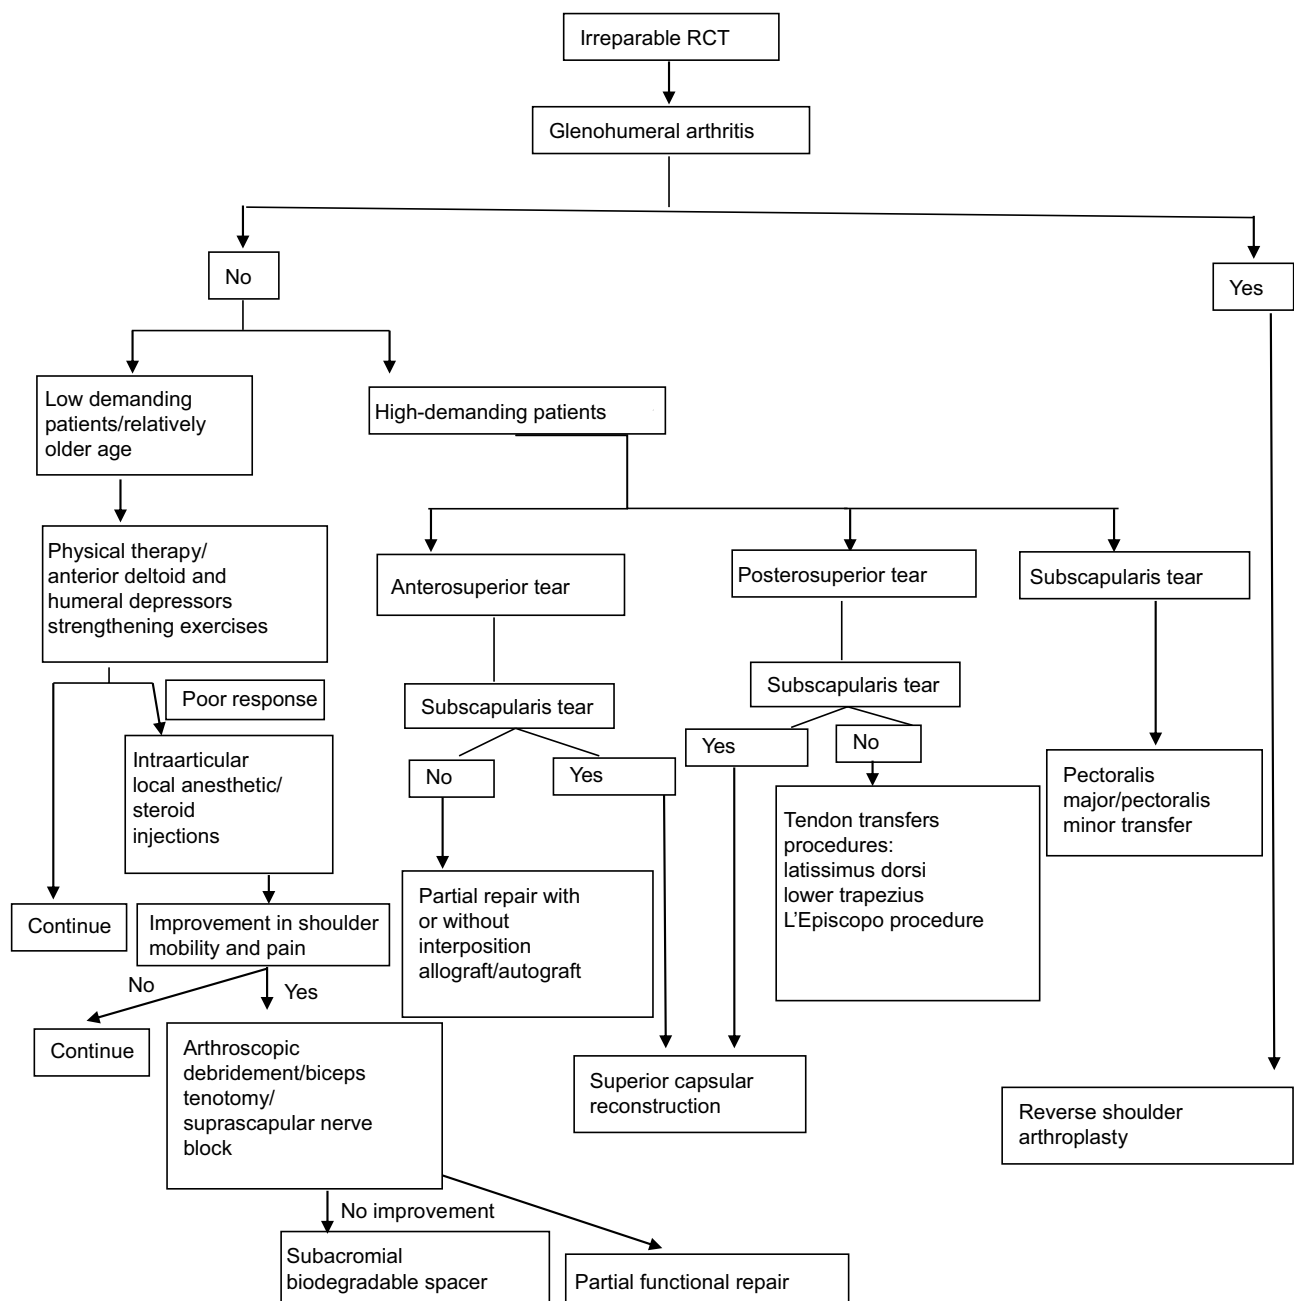 Irreparable RCT
Glenohumeral arthritis
No
Yes
Low demanding
patients/relatively
older age
High-demanding patients
Physical therapy/
anterior deltoid and
humeral depressors
strengthening exercises
Anterosuperior tear
Posterosuperior tear
Subscapularis tear
Poor response
Subscapularis tear
Subscapularis tear
Intraarticular
local anesthetic/
steroid
injections
No
Yes
Yes
No
Pectoralis
major/pectoralis
minor transfer
Tendon transfers
procedures:
latissimus dorsi
lower trapezius
L'Episcopo procedure
Partial repair with
or without
interposition
allograft/autograft
Continue
Improvement in shoulder
mobility and pain
No
Yes
Continue
Arthroscopic
debridement/biceps
tenotomy/
suprascapular nerve
block
Superior capsular
reconstruction
Reverse shoulder
arthroplasty
No improvement
Subacromial
biodegradable spacer
Partial functional repair